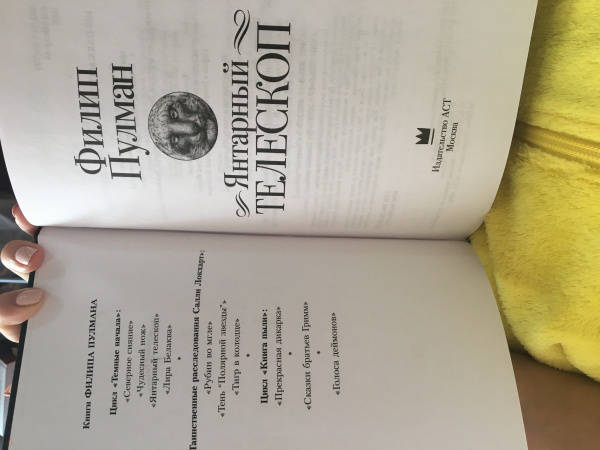 Книги ФИЛИПА ПУЛМАНА
Цикл «Темные начала»:
«Северное сияние»
«Чудесный нож»
«Янтарный телескоп»
«Лира Белаква»
Таинственные расследования Салли Локхарт:
«Рубин во мгле»
«Тень "Полярной звезды"»
«Тигр в колодце»
Цикл «Книга пыли»:
«Прекрасная дикарка»
«Сказки братьев Гримм»
«Голоса деймонов»
Филип
Пулман
Янтарный
ТЕЛЕСКОП
Издательство АСТ
Москва